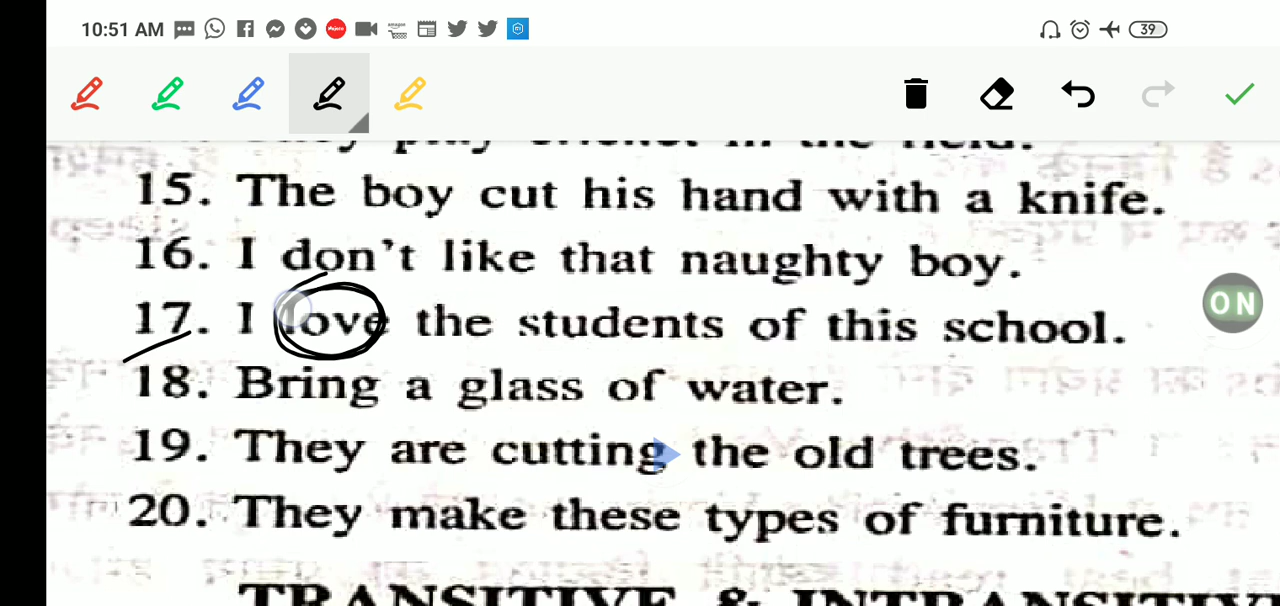 10:51 AM 39
15. The boy cut his hand with a knife.
16. I don't like that naughty boy.
17. I love the students of this school.
ON
18. Bring a glass of water.
19. They are cutting the old trees.
20. They make these types of furniture.
TRANSITIVE & INTRANSITIVE